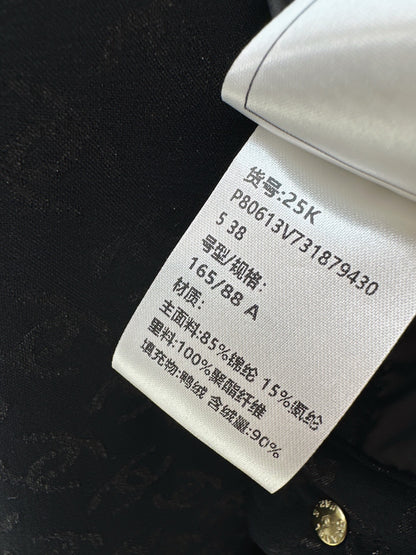 货号:25K
P80613V731879430
5 38
号型/规格：
165/88 A
材质：
主面料:85%锦纶 15%氨纶
里料:100%聚酯纤维
填充物:鸭绒 含绒量:90%